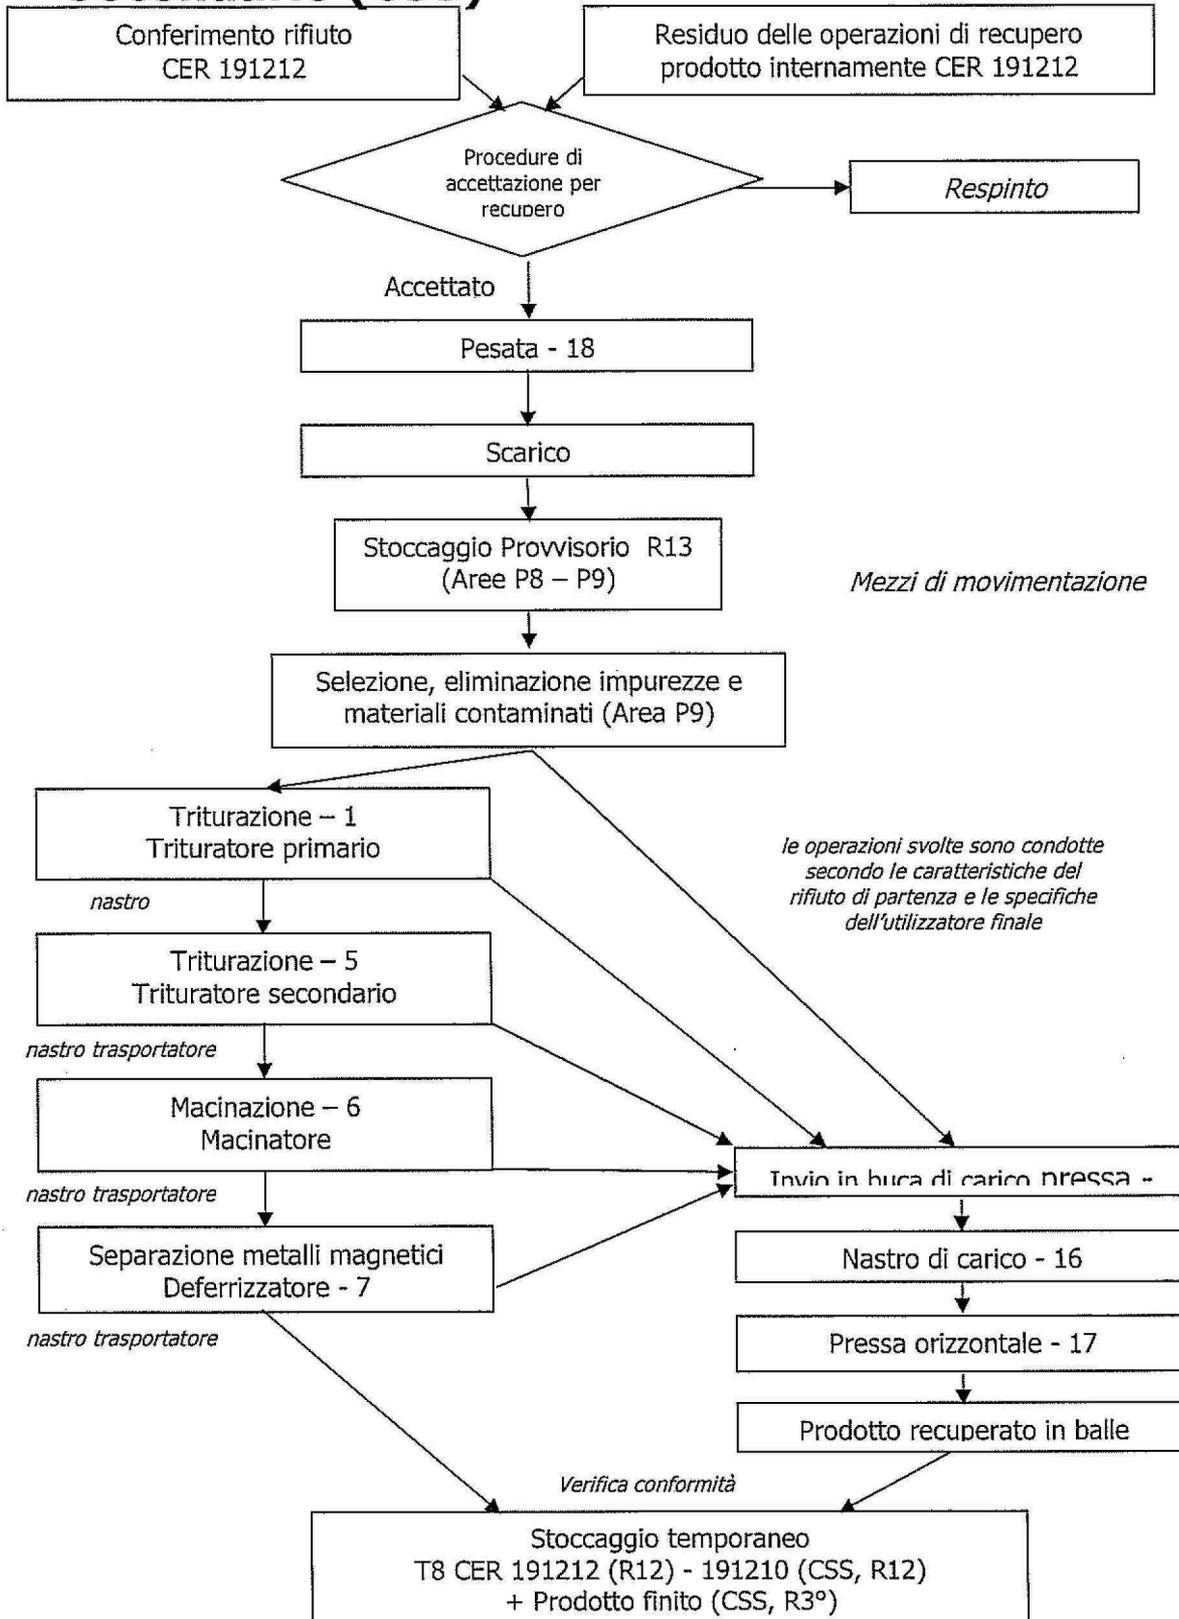 Conferimento rifiuto
CER 191212
Residuo delle operazioni di recupero
prodotto internamente CER 191212
Procedure di
accettazione per
recupero
Respinto
Accettato
Pesata - 18
Scarico
Stoccaggio Provvisorio R13
(Aree P8 – P9)
Mezzi di movimentazione
Selezione, eliminazione impurezze e
materiali contaminati (Area P9)
Triturazione – 1
Trituratore primario
le operazioni svolte sono condotte
secondo le caratteristiche del
rifiuto di partenza e le specifiche
dell'utilizzatore finale
nastro
Triturazione – 5
Trituratore secondario
nastro trasportatore
Macinazione – 6
Macinatore
Invio in buca di carico pressa -
nastro trasportatore
Separazione metalli magnetici
Deferrizzatore - 7
Nastro di carico - 16
nastro trasportatore
Pressa orizzontale - 17
Prodotto recuperato in balle
Verifica conformità
Stoccaggio temporaneo
T8 CER 191212 (R12) - 191210 (CSS, R12)
+ Prodotto finito (CSS, R3°)